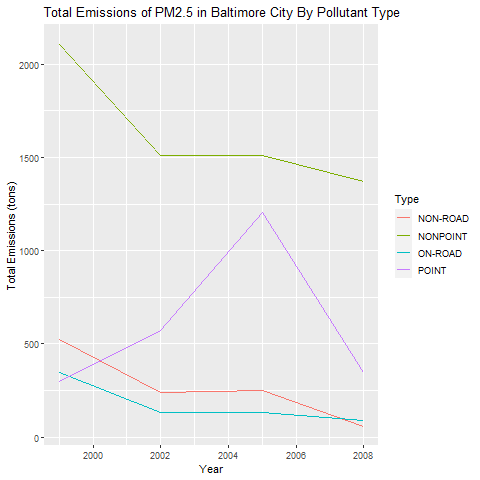 Total Emissions of PM2.5 in Baltimore City By Pollutant Type
2000
1500
1000
500
0
Total Emissions (tons)
2000
2002
2004
2006
2008
Year
Type
NON-ROAD
NONPOINT
ON-ROAD
POINT